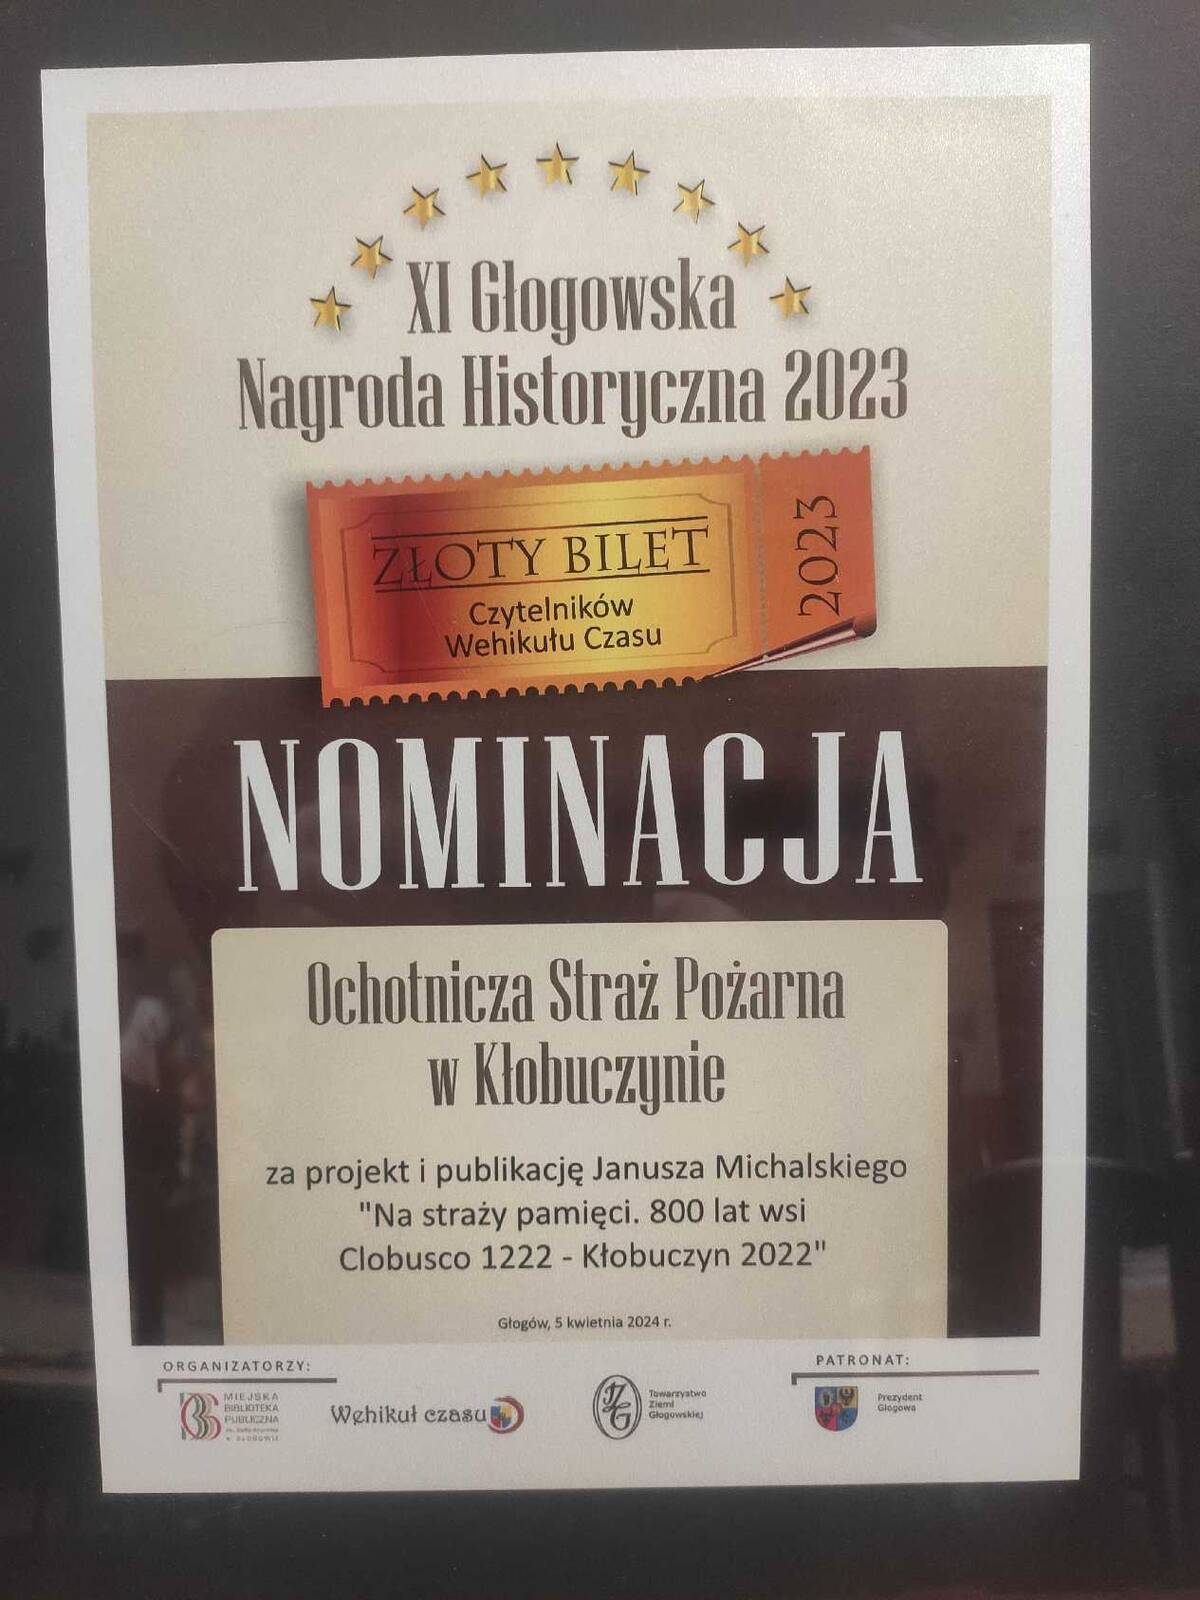 XI Głogowska
Nagroda Historyczna 2023
ZŁOTY BILET
Czytelników
Wehikułu Czasu
2023
NOMINACJA
Ochotnicza Straż Pożarna
w Kłobuczynie
za projekt i publikację Janusza Michalskiego
"Na straży pamięci. 800 lat wsi
Clobusco 1222 - Kłobuczyn 2022"
Głogów, 5 kwietnia 2024 r.
ORGANIZATORZY:
MIEJSKA
BIBLIOTEKA
PUBLICZNA
w GŁOGOWIE
Wehikuł czasu
TZG
Towarzystwo
Ziemi
Głogowskiej
PATRONAT:
Prezydent
Głogowa